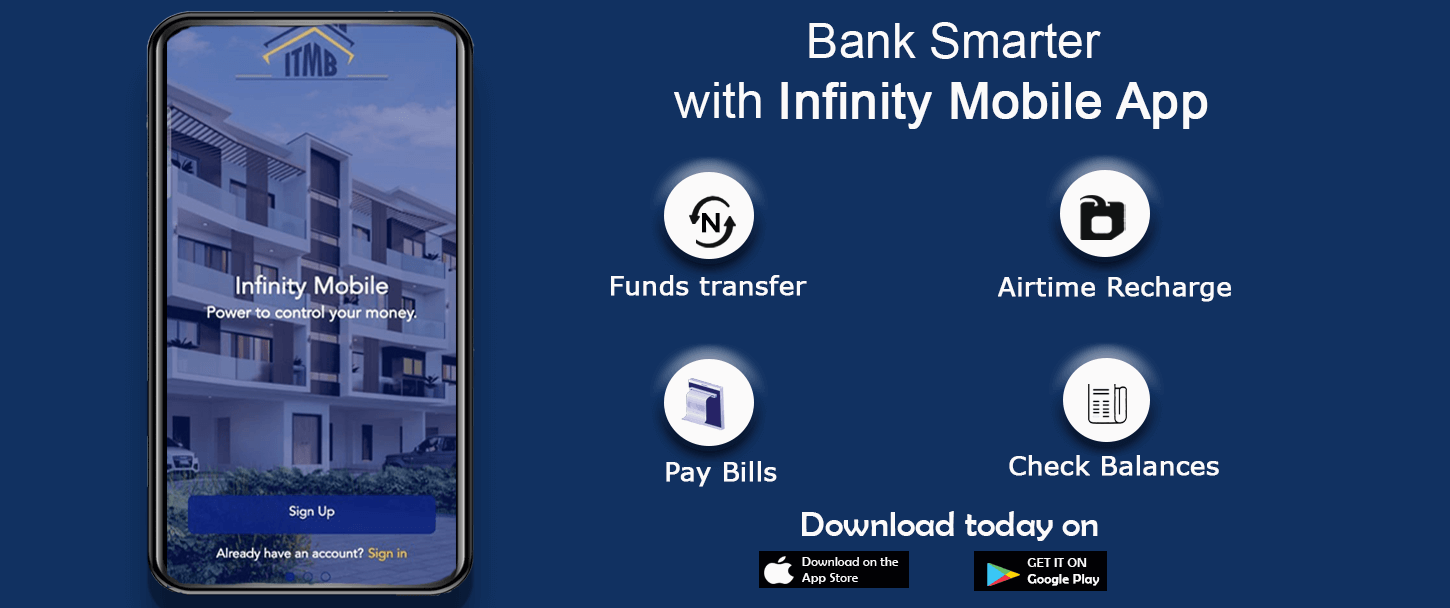 ITMB
Infinity Mobile
Power to control your money.
Sign Up
Already have an account? Sign in
Bank Smarter
with Infinity Mobile App
N
Funds transfer
Airtime Recharge
Pay Bills
Check Balances
Download today on
Download on the
App Store
GET IT ON
Google Play